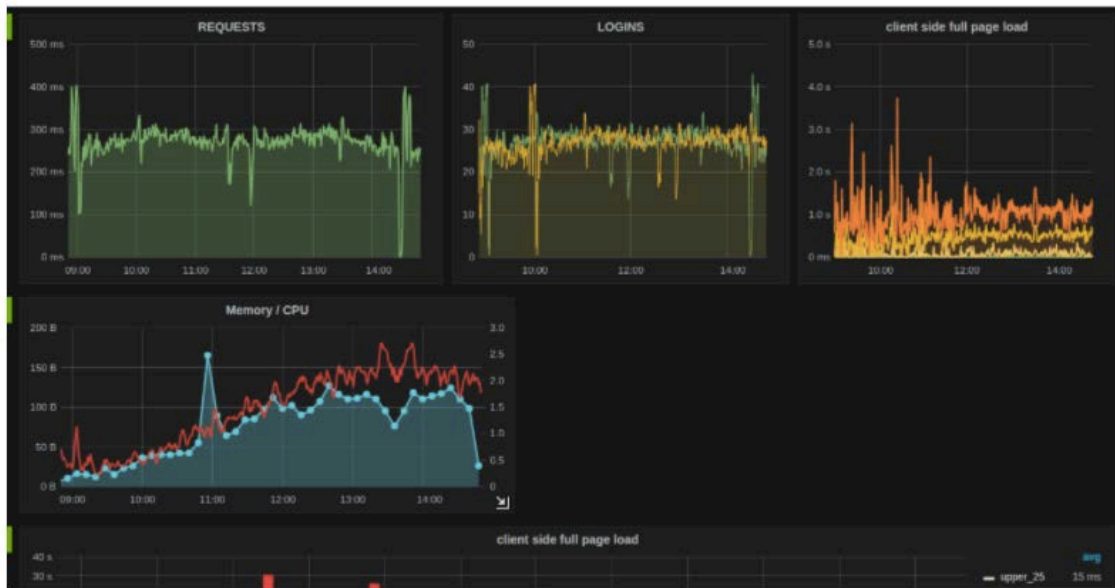 REQUESTS
500 ms
400 ms
300 ms
200 ms
100 ms
0 ms
09:00 10:00 11:00 12:00 13:00 14:00
LOGINS
50
40
30
20
10
0
10:00 12:00 14:00
client side full page load
5.0 s
4.0 s
3.0 s
2.0 s
1.0 s
0 ms
10:00 12:00 14:00
Memory / CPU
200 B
150 B
100 B
50 B
0 B
3.0
2.5
2.0
1.5
1.0
0.5
0
09:00 10:00 11:00 12:00 13:00 14:00
client side full page load
40 s
30 s
avg
upper_25 15 ms